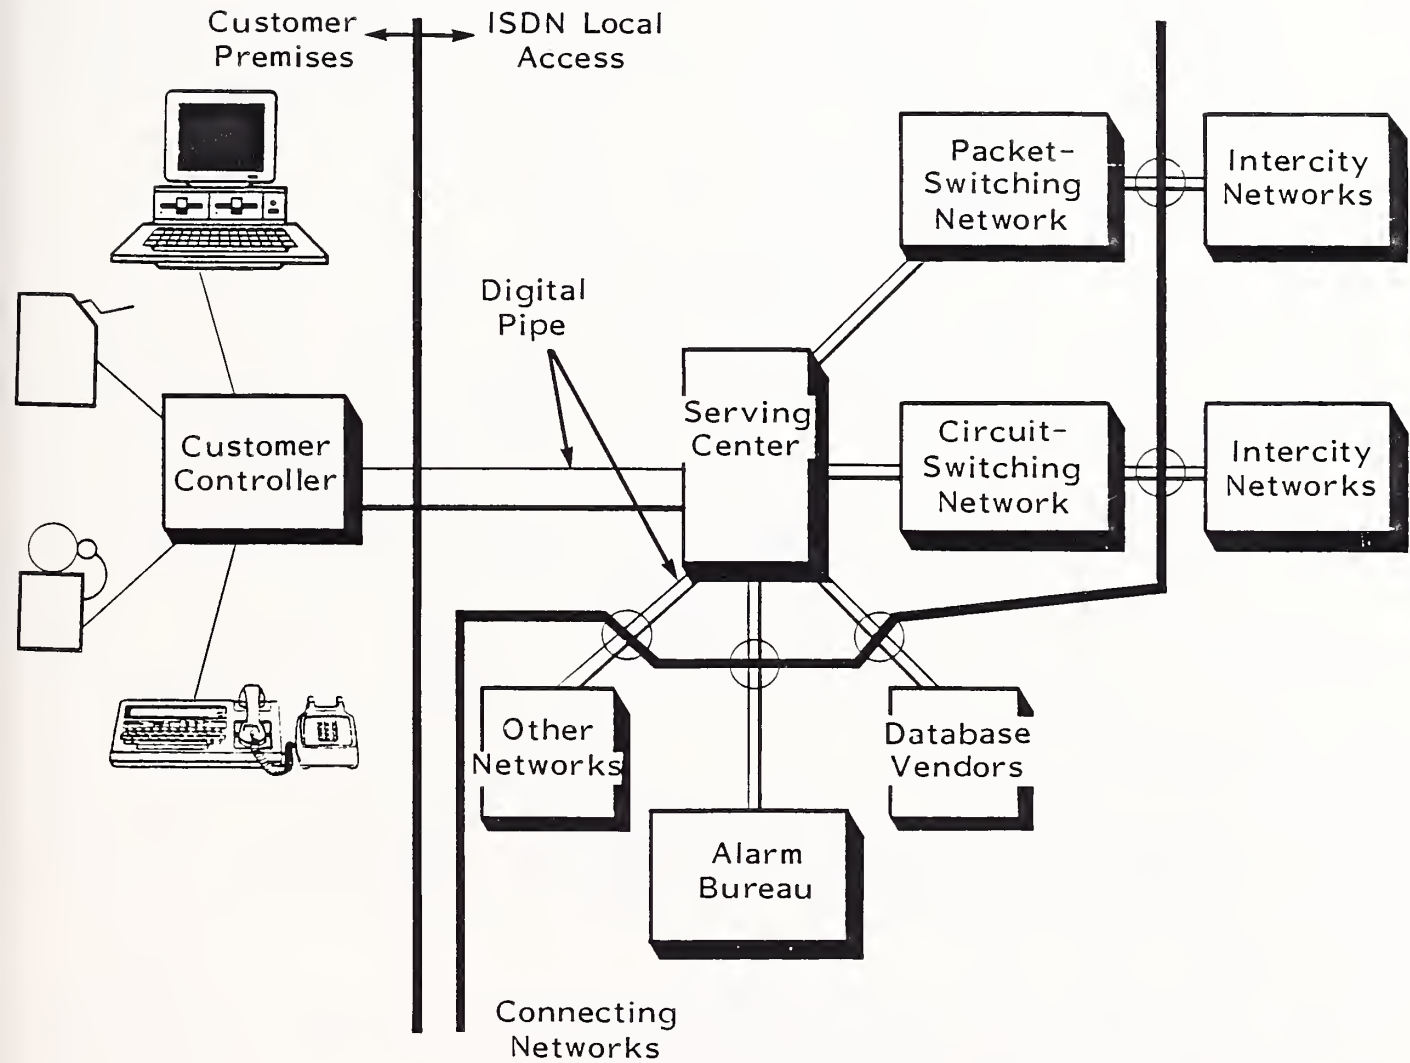 Customer
Premises
ISDN Local
Access
Packet-
Switching
Network
Intercity
Networks
Digital
Pipe
Serving
Center
Customer
Controller
Circuit-
Switching
Network
Intercity
Networks
Other
Networks
Database
Vendors
Alarm
Bureau
Connecting
Networks